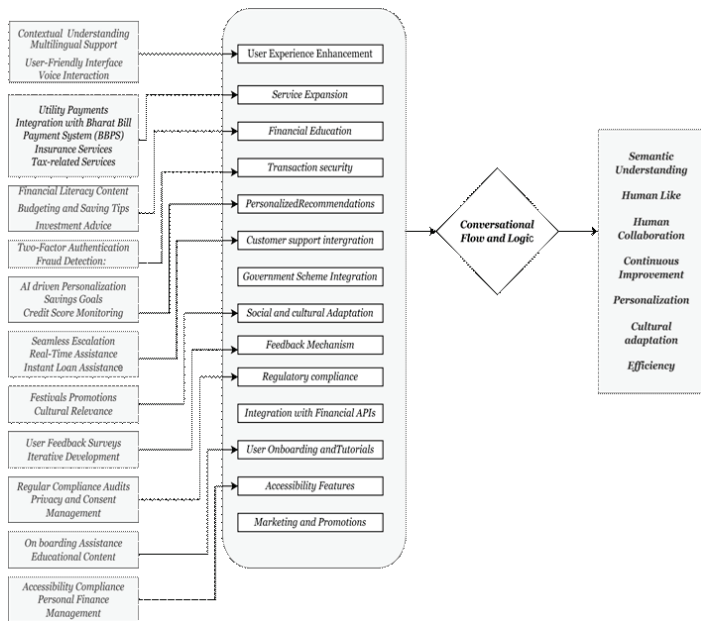 Contextual Understanding
Multilingual Support
User-Friendly Interface
Voice Interaction
Utility Payments
Integration with Bharat Bill
Payment System (BBPS)
Insurance Services
Tax-related Services
Financial Literacy Content
Budgeting and Saving Tips
Investment Advice
Two-Factor Authentication
Fraud Detection:
AI driven Personalization
Savings Goals
Credit Score Monitoring
Seamless Escalation
Real-Time Assistance
Instant Loan Assistance
Festivals Promotions
Cultural Relevance
User Feedback Surveys
Iterative Development
Regular Compliance Audits
Privacy and Consent
Management
On boarding Assistance
Educational Content
Accessibility Compliance
Personal Finance
Management
User Experience Enhancement
Service Expansion
Financial Education
Transaction security
PersonalizedRecommendations
Customer support intergration
Government Scheme Integration
Social and cultural Adaptation
Feedback Mechanism
Regulatory compliance
Integration with Financial APIs
User Onboarding andTutorials
Accessibility Features
Marketing and Promotions
Conversational
Flow and Logic
Semantic
Understanding
Human Like
Human
Collaboration
Continuous
Improvement
Personalization
Cultural
adaptation
Efficiency